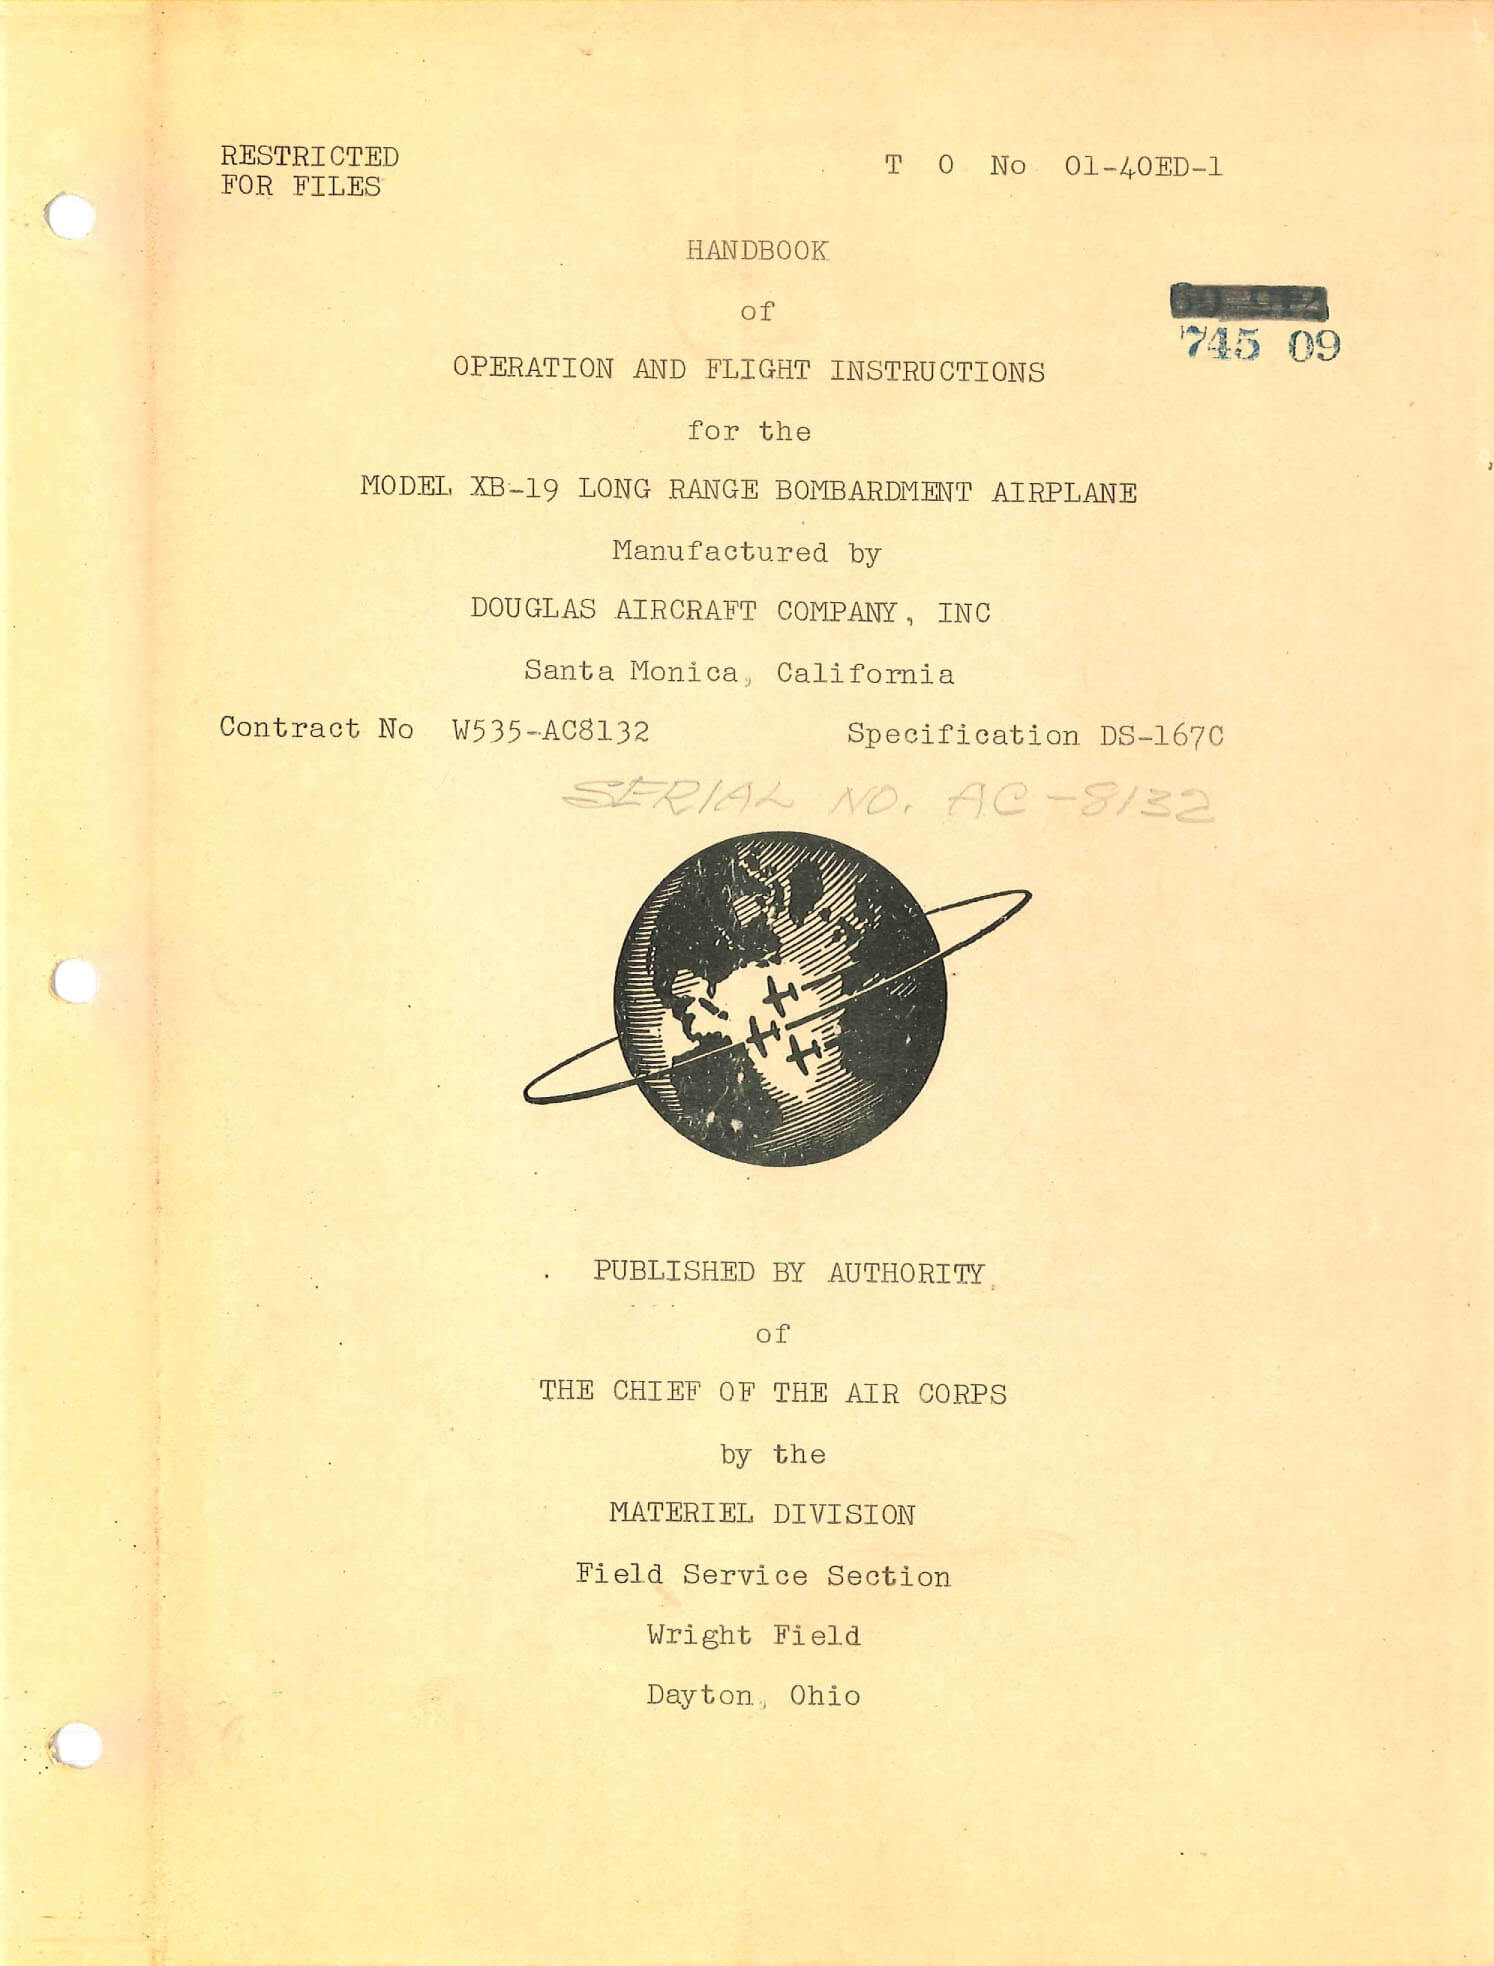 RESTRICTED
FOR FILES
T O No 01-40ED-1
HANDBOOK
of
745 09
OPERATION AND FLIGHT INSTRUCTIONS
for the
MODEL XB-19 LONG RANGE BOMBARDMENT AIRPLANE
Manufactured by
DOUGLAS AIRCRAFT COMPANY, INC
Santa Monica, California
Contract No W535-AC8132 Specification DS-167C
SERIAL NO. AC-8132
PUBLISHED BY AUTHORITY
of
THE CHIEF OF THE AIR CORPS
by the
MATERIEL DIVISION
Field Service Section
Wright Field
Dayton, Ohio